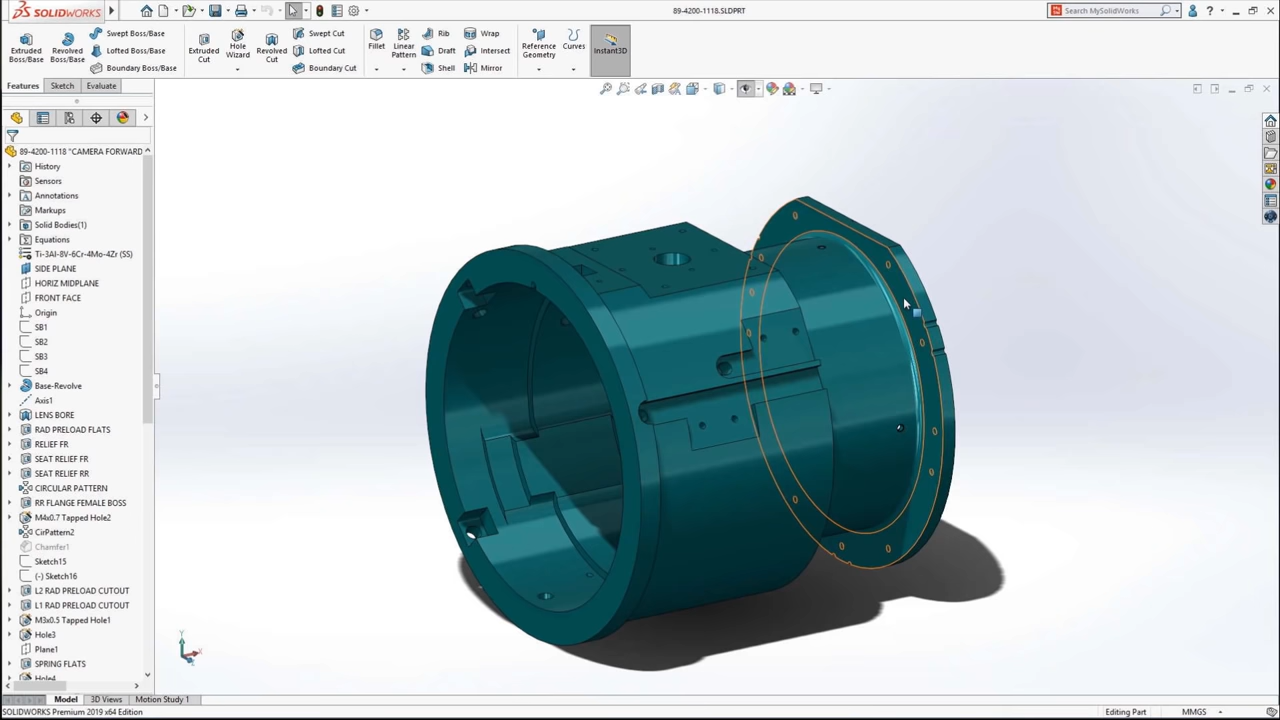 SOLIDWORKS
89-4200-1118.SLDPRT
Search MySolidWorks
Extruded Boss/Base
Revolved Boss/Base
Swept Boss/Base
Lofted Boss/Base
Boundary Boss/Base
Extruded Cut
Hole Wizard
Revolved Cut
Swept Cut
Lofted Cut
Boundary Cut
Fillet
Linear Pattern
Rib
Draft
Shell
Wrap
Intersect
Mirror
Reference Geometry
Curves
Instant3D
Features
Sketch
Evaluate
89-4200-1118 "CAMERA FORWARD
History
Sensors
Annotations
Markups
Solid Bodies(1)
Equations
Ti-3Al-8V-6Cr-4Mo-4Zr (SS)
SIDE PLANE
HORIZ MIDPLANE
FRONT FACE
Origin
SB1
SB2
SB3
SB4
Base-Revolve
Axis1
LENS BORE
RAD PRELOAD FLATS
RELIEF FR
SEAT RELIEF FR
SEAT RELIEF RR
CIRCULAR PATTERN
RR FLANGE FEMALE BOSS
M4x0.7 Tapped Hole2
CirPattern2
Chamfer1
Sketch15
(-) Sketch16
L2 RAD PRELOAD CUTOUT
L1 RAD PRELOAD CUTOUT
M3x0.5 Tapped Hole1
Hole3
Plane1
SPRING FLATS
Hole4
Y
X
Model
3D Views
Motion Study 1
SOLIDWORKS Premium 2019 x64 Edition
Editing Part
MMGS